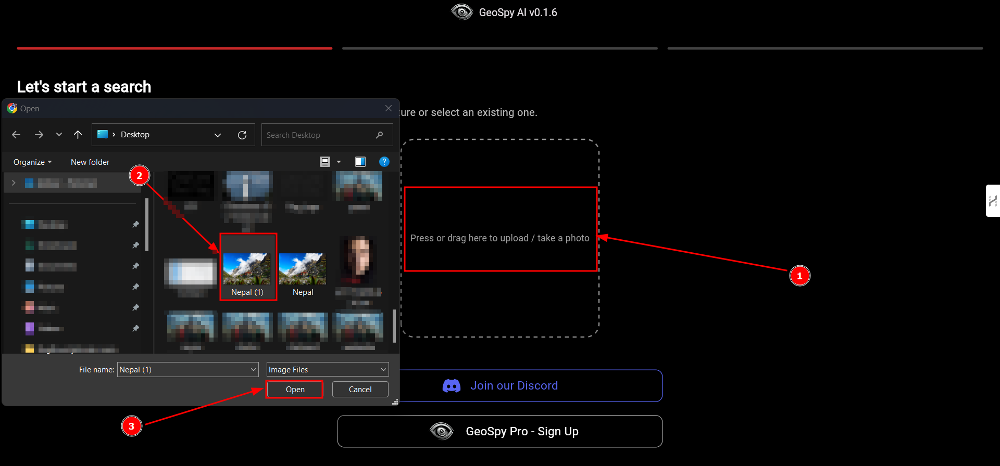 GeoSpy AI v0.1.6
Let's start a search
ture or select an existing one.
Open
Desktop
Search Desktop
Organize
New folder
?
2
Press or drag here to upload / take a photo
1
Nepal (1)
Nepal
File name:
Nepal (1)
Image Files
Open
Cancel
Join our Discord
3
GeoSpy Pro - Sign Up